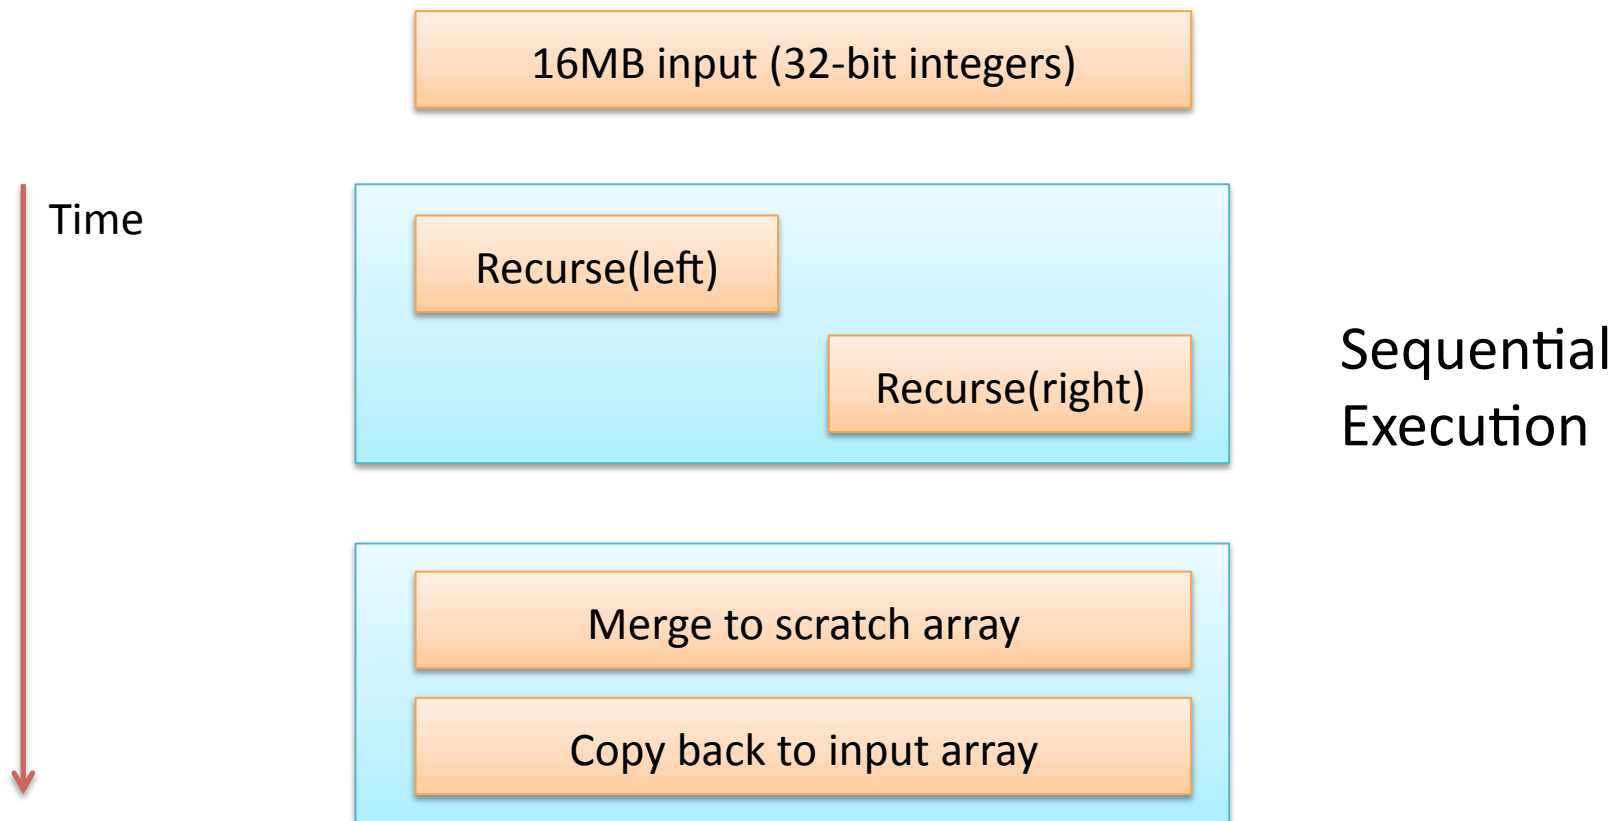 16MB input (32-bit integers)
Time
Recurse(left)
Recurse(right)
Sequential
Execution
Merge to scratch array
Copy back to input array